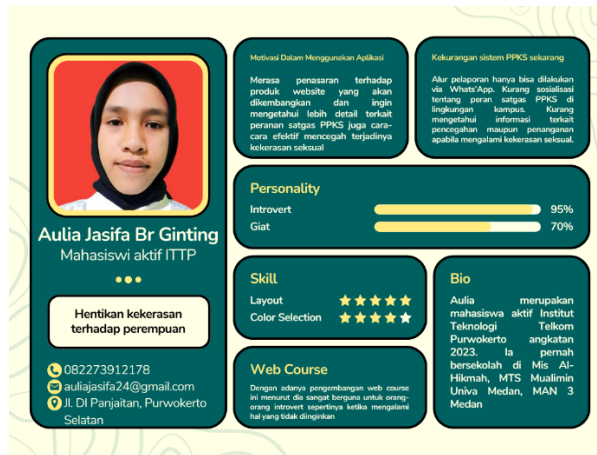 Aulia Jasifa Br Ginting
Mahasiswi aktif ITTP
Hentikan kekerasan
terhadap perempuan
082273912178
auliajasifa24@gmail.com
Jl. DI Panjaitan, Purwokerto
Selatan
Motivasi Dalam Menggunakan Aplikasi
Merasa penasaran terhadap
produk website yang akan
dikembangkan dan ingin
mengetahui lebih detail terkait
peranan satgas PPKS juga cara-
cara efektif mencegah terjadinya
kekerasan seksual
Kekurangan sistem PPKS sekarang
Alur pelaporan hanya bisa dilakukan
via Whats'App. Kurang sosialisasi
tentang peran satgas PPKS di
lingkungan kampus. Kurang
mengetahui informasi terkait
pencegahan maupun penanganan
apabila mengalami kekerasan seksual.
Personality
Introvert 95%
Giat 70%
Skill
Layout
Color Selection
Web Course
Dengan adanya pengembangan web course
ini menurut dia sangat berguna untuk orang-
orang introvert sepertinya ketika mengalami
hal yang tidak diinginkan
Bio
Aulia merupakan
mahasiswa aktif Institut
Teknologi Telkom
Purwokerto angkatan
2023. Ia pernah
bersekolah di Mis Al-
Hikmah, MTS Mualimin
Univa Medan, MAN 3
Medan